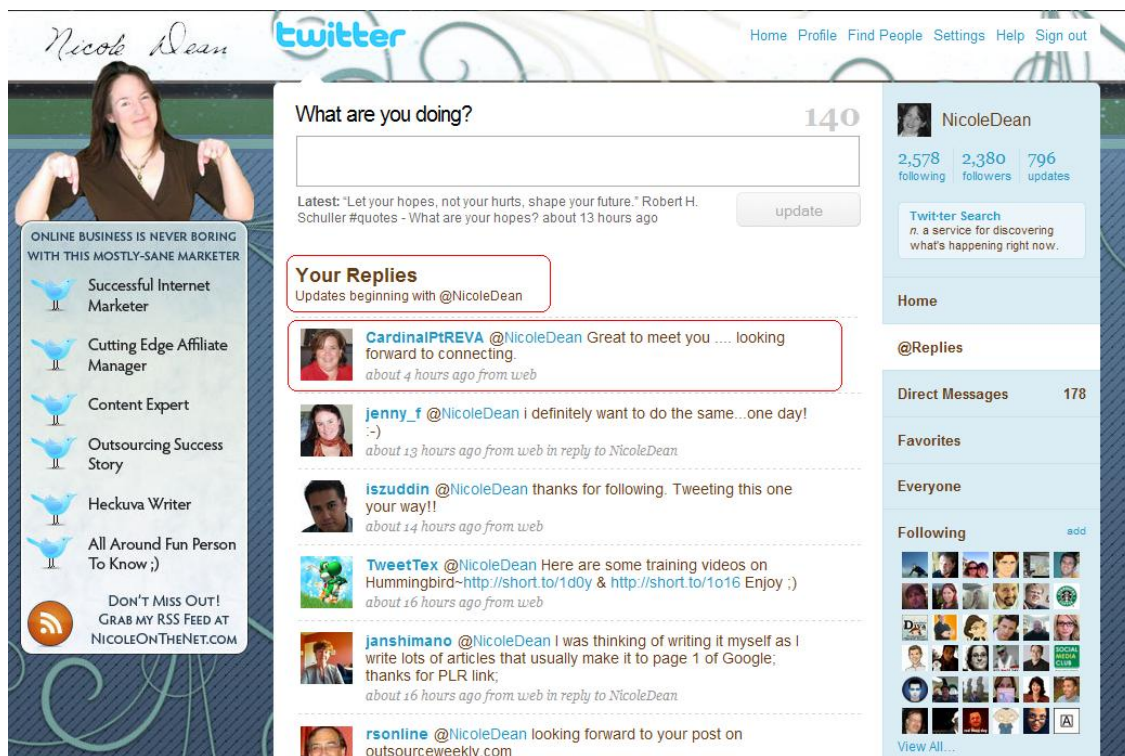 Nicole Dean
twitter
Home Profile Find People Settings Help Sign out
ONLINE BUSINESS IS NEVER BORING
WITH THIS MOSTLY-SANE MARKETER
Successful Internet
Marketer
Cutting Edge Affiliate
Manager
Content Expert
Outsourcing Success
Story
Heckuva Writer
All Around Fun Person
To Know ;)
DON'T MISS OUT!
GRAB MY RSS FEED AT
NICOLEONTHENET.COM
What are you doing?
140
Latest: “Let your hopes, not your hurts, shape your future.” Robert H.
Schuller #quotes - What are your hopes? about 13 hours ago
update
Your Replies
Updates beginning with @NicoleDean
CardinalPtREVA @NicoleDean Great to meet you .... looking
forward to connecting.
about 4 hours ago from web
jenny_f @NicoleDean i definitely want to do the same...one day!
:-)
about 13 hours ago from web in reply to NicoleDean
iszuddin @NicoleDean thanks for following. Tweeting this one
your way!!
about 14 hours ago from web
TweetTex @NicoleDean Here are some training videos on
Hummingbird~http://short.to/1d0y & http://short.to/1o16 Enjoy ;)
about 16 hours ago from web
janshimano @NicoleDean I was thinking of writing it myself as I
write lots of articles that usually make it to page 1 of Google;
thanks for PLR link;
about 16 hours ago from web in reply to NicoleDean
rsonline @NicoleDean looking forward to your post on
outsourceweekly.com
NicoleDean
2,578 2,380 796
following followers updates
Twit·ter Search
n. a service for discovering
what's happening right now.
Home
@Replies
Direct Messages 178
Favorites
Everyone
Following add
SOCIAL
MEDIA
CLUB
A
View All...